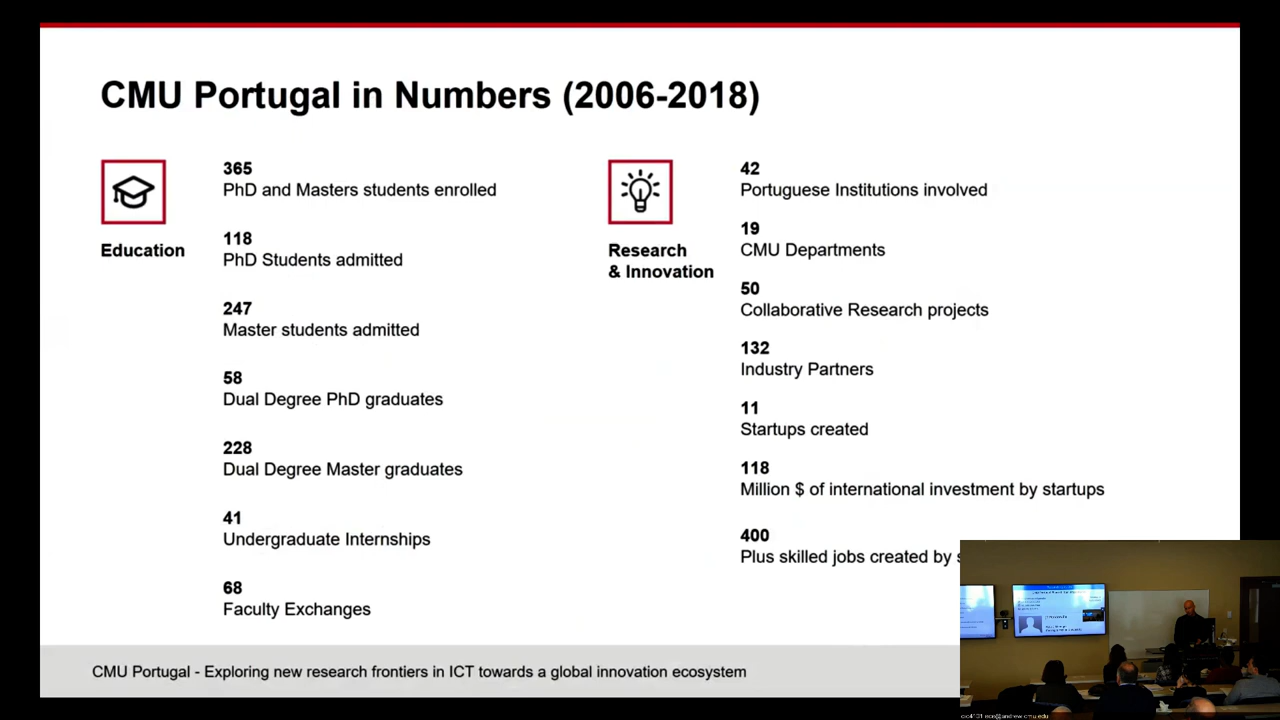 CMU Portugal in Numbers (2006-2018)
Education
365
PhD and Masters students enrolled
118
PhD Students admitted
247
Master students admitted
58
Dual Degree PhD graduates
228
Dual Degree Master graduates
41
Undergraduate Internships
68
Faculty Exchanges
Research
& Innovation
42
Portuguese Institutions involved
19
CMU Departments
50
Collaborative Research projects
132
Industry Partners
11
Startups created
118
Million $ of international investment by startups
400
Plus skilled jobs created by
CMU Portugal - Exploring new research frontiers in ICT towards a global innovation ecosystem